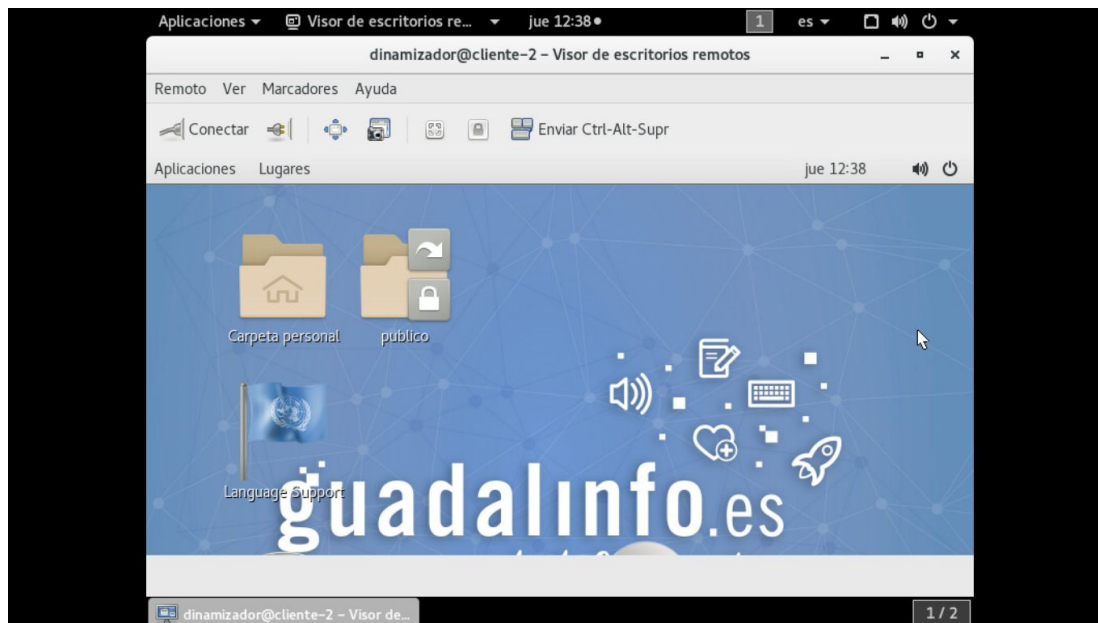 Aplicaciones Visor de escritorios re... jue 12:38 1 es
dinamizador@cliente-2 – Visor de escritorios remotos
Remoto Ver Marcadores Ayuda
Conectar Enviar Ctrl-Alt-Supr
Aplicaciones Lugares jue 12:38
Carpeta personal publico
Language Support
guadalinfo.es
dinamizador@cliente-2 – Visor de... 1 / 2